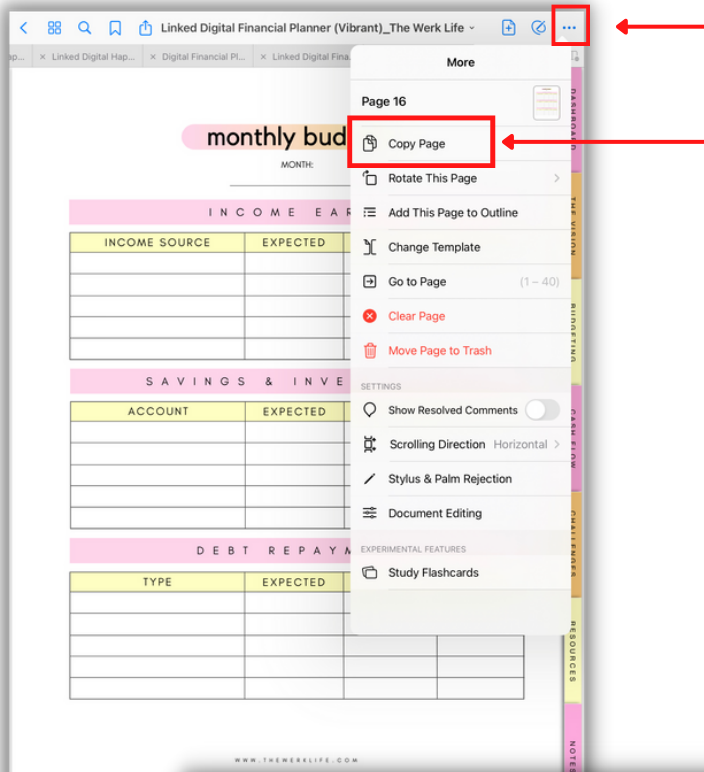 Linked Digital Financial Planner (Vibrant)_The Werk Life
ap...
× Linked Digital Hap...
× Digital Financial Pl...
× Linked Digital Fina
monthly bud
MONTH:
INCOME EAR
INCOME SOURCE EXPECTED
SAVINGS & INVE
ACCOUNT EXPECTED
DEBT REPAYM
TYPE EXPECTED
WWW.THEWERKLIFE.COM
More
Page 16
Copy Page
Rotate This Page
Add This Page to Outline
Change Template
Go to Page (1 – 40)
Clear Page
Move Page to Trash
SETTINGS
Show Resolved Comments
Scrolling Direction Horizontal
Stylus & Palm Rejection
Document Editing
EXPERIMENTAL FEATURES
Study Flashcards
DASHBOARD
THE VISION
BUDGETING
CASH FLOW
CHALLENGES
RESOURCES
NOTES